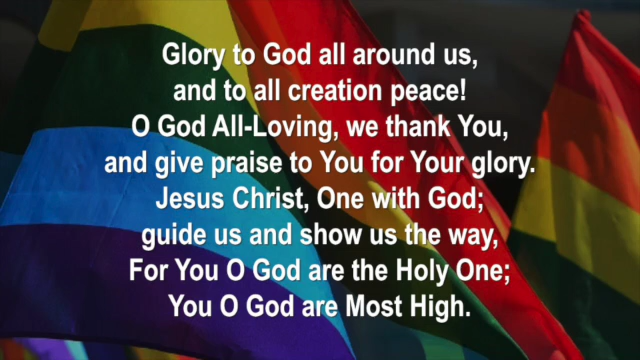 Glory to God all around us,
and to all creation peace!
O God All-Loving, we thank You,
and give praise to You for Your glory.
Jesus Christ, One with God;
guide us and show us the way,
For You O God are the Holy One;
You O God are Most High.